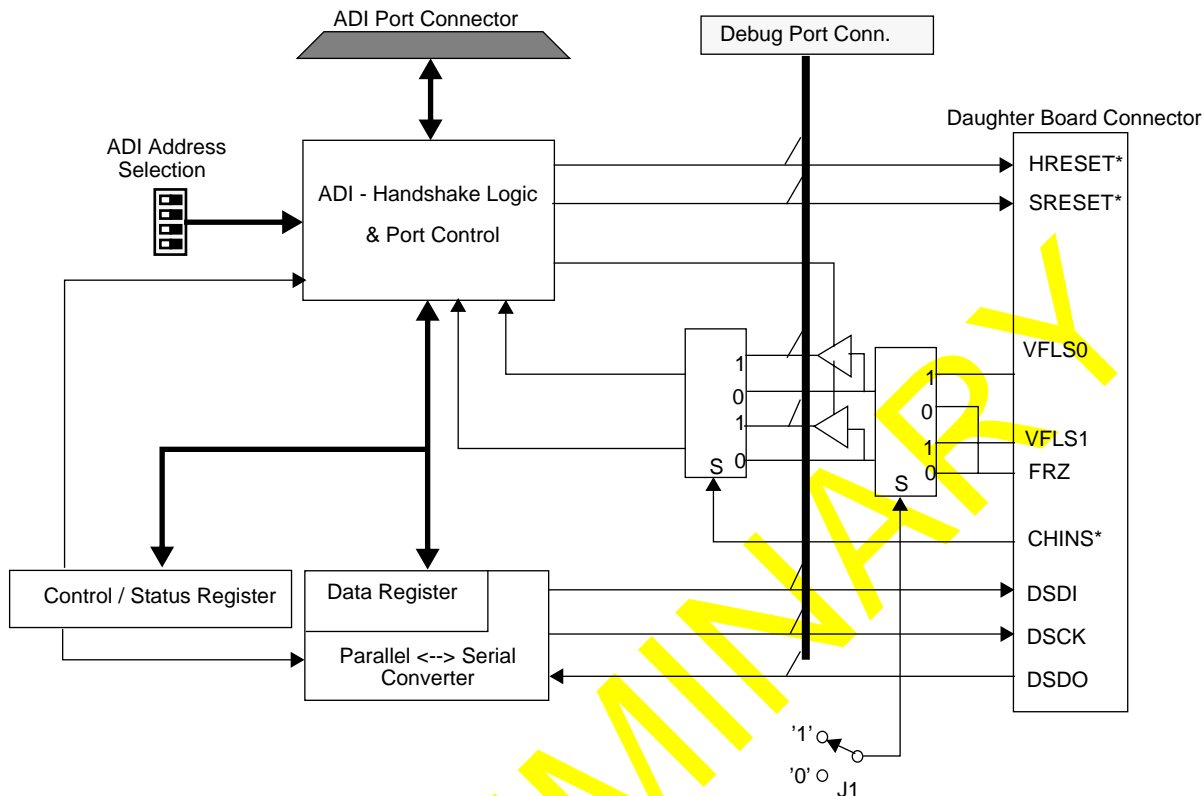 ADI Port Connector
Debug Port Conn.
Daughter Board Connector
ADI Address
Selection
ADI - Handshake Logic
& Port Control
HRESET*
SRESET*
VFLS0
1
0
1
0
S
1
0
1
0
S
VFLS1
FRZ
CHINS*
Control / Status Register
Data Register
Parallel <--> Serial
Converter
DSDI
DSCK
DSDO
'1'
'0'
J1
MINARY